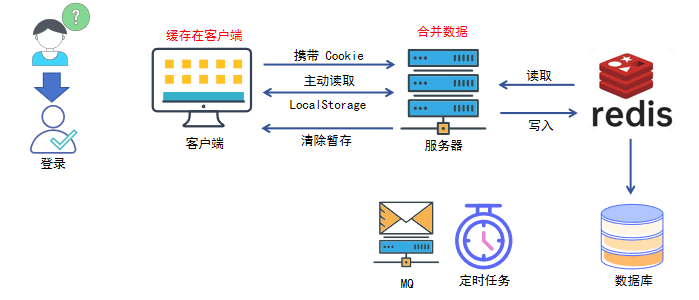 ?
缓存在客户端
合并数据
携带 Cookie
主动读取
LocalStorage
清除暂存
读取
写入
redis
登录
客户端
服务器
MQ
定时任务
数据库